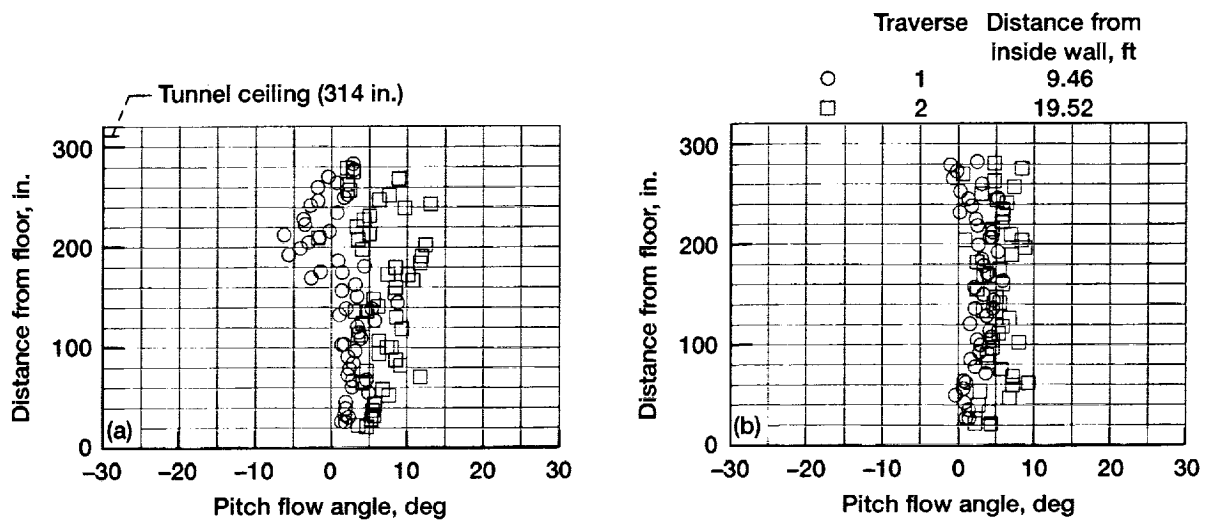 Traverse Distance from
inside wall, ft
1 9.46
2 19.52
Tunnel ceiling (314 in.)
300
200
100
0
Distance from floor, in.
(a)
−30 −20 −10 0 10 20 30
Pitch flow angle, deg
300
200
100
0
Distance from floor, in.
(b)
−30 −20 −10 0 10 20 30
Pitch flow angle, deg